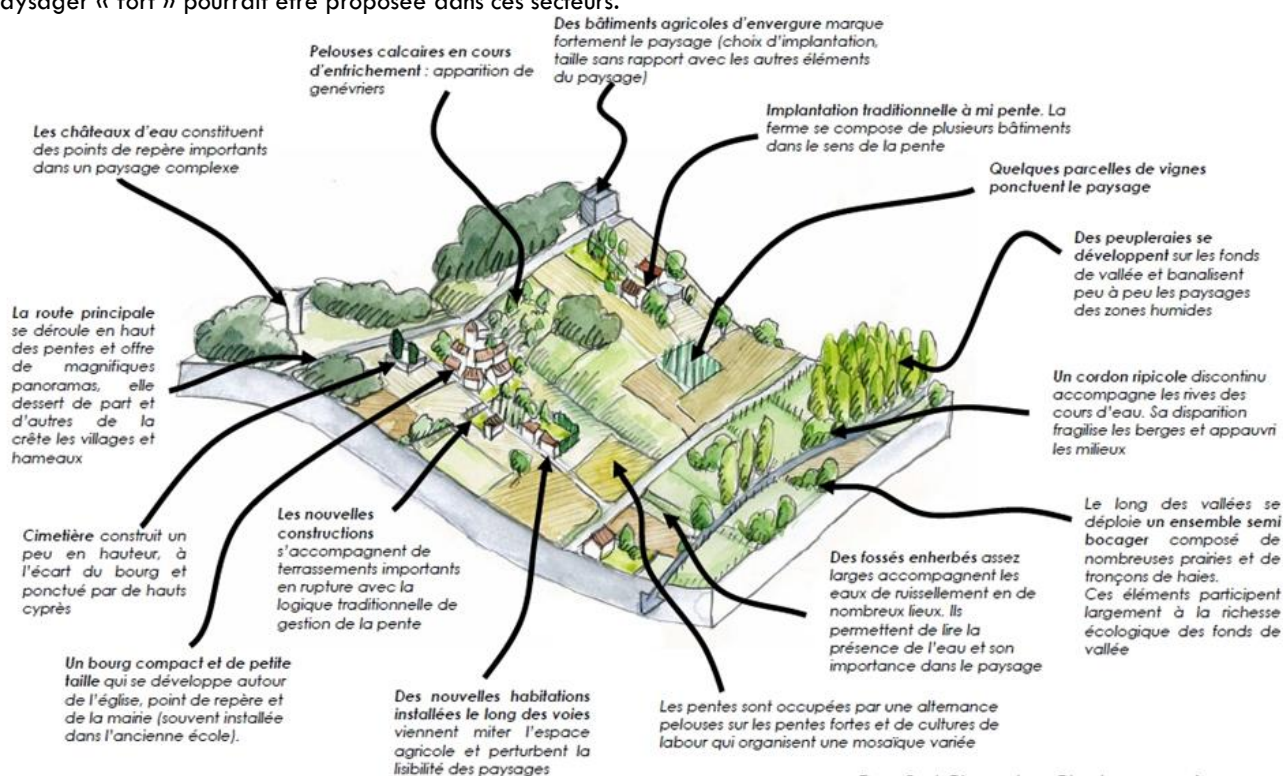 paysager « fort » pourrait être proposée dans ces secteurs.
Des bâtiments agricoles d'envergure marque
fortement le paysage (choix d'implantation,
taille sans rapport avec les autres éléments
du paysage)
Pelouses calcaires en cours
d'enfrichement : apparition de
genévriers
Implantation traditionnelle à mi pente. La
ferme se compose de plusieurs bâtiments
dans le sens de la pente
Les châteaux d'eau constituent
des points de repère importants
dans un paysage complexe
Quelques parcelles de vignes
ponctuent le paysage
Des peupleraies se
développent sur les fonds
de vallée et banalisent
peu à peu les paysages
des zones humides
La route principale
se déroule en haut
des pentes et offre
de magnifiques
panoramas, elle
dessert de part et
d'autres de la
crête les villages et
hameaux
Un cordon ripicole discontinu
accompagne les rives des
cours d'eau. Sa disparition
fragilise les berges et appauvri
les milieux
Cimetière construit un
peu en hauteur, à
l'écart du bourg et
ponctué par de hauts
cyprès
Les nouvelles
constructions
s'accompagnent de
terrassements importants
en rupture avec la
logique traditionnelle de
gestion de la pente
Des fossés enherbés assez
larges accompagnent les
eaux de ruissellement en de
nombreux lieux. Ils
permettent de lire la
présence de l'eau et son
importance dans le paysage
Le long des vallées se
déploie un ensemble semi
bocager composé de
nombreuses prairies et de
tronçons de haies.
Ces éléments participent
largement à la richesse
écologique des fonds de
vallée
Un bourg compact et de petite
taille qui se développe autour
de l'église, point de repère et
de la mairie (souvent installée
dans l'ancienne école).
Des nouvelles habitations
installées le long des voies
viennent miter l'espace
agricole et perturbent la
lisibilité des paysages
Les pentes sont occupées par une alternance
pelouses sur les pentes fortes et de cultures de
labour qui organisent une mosaïque variée